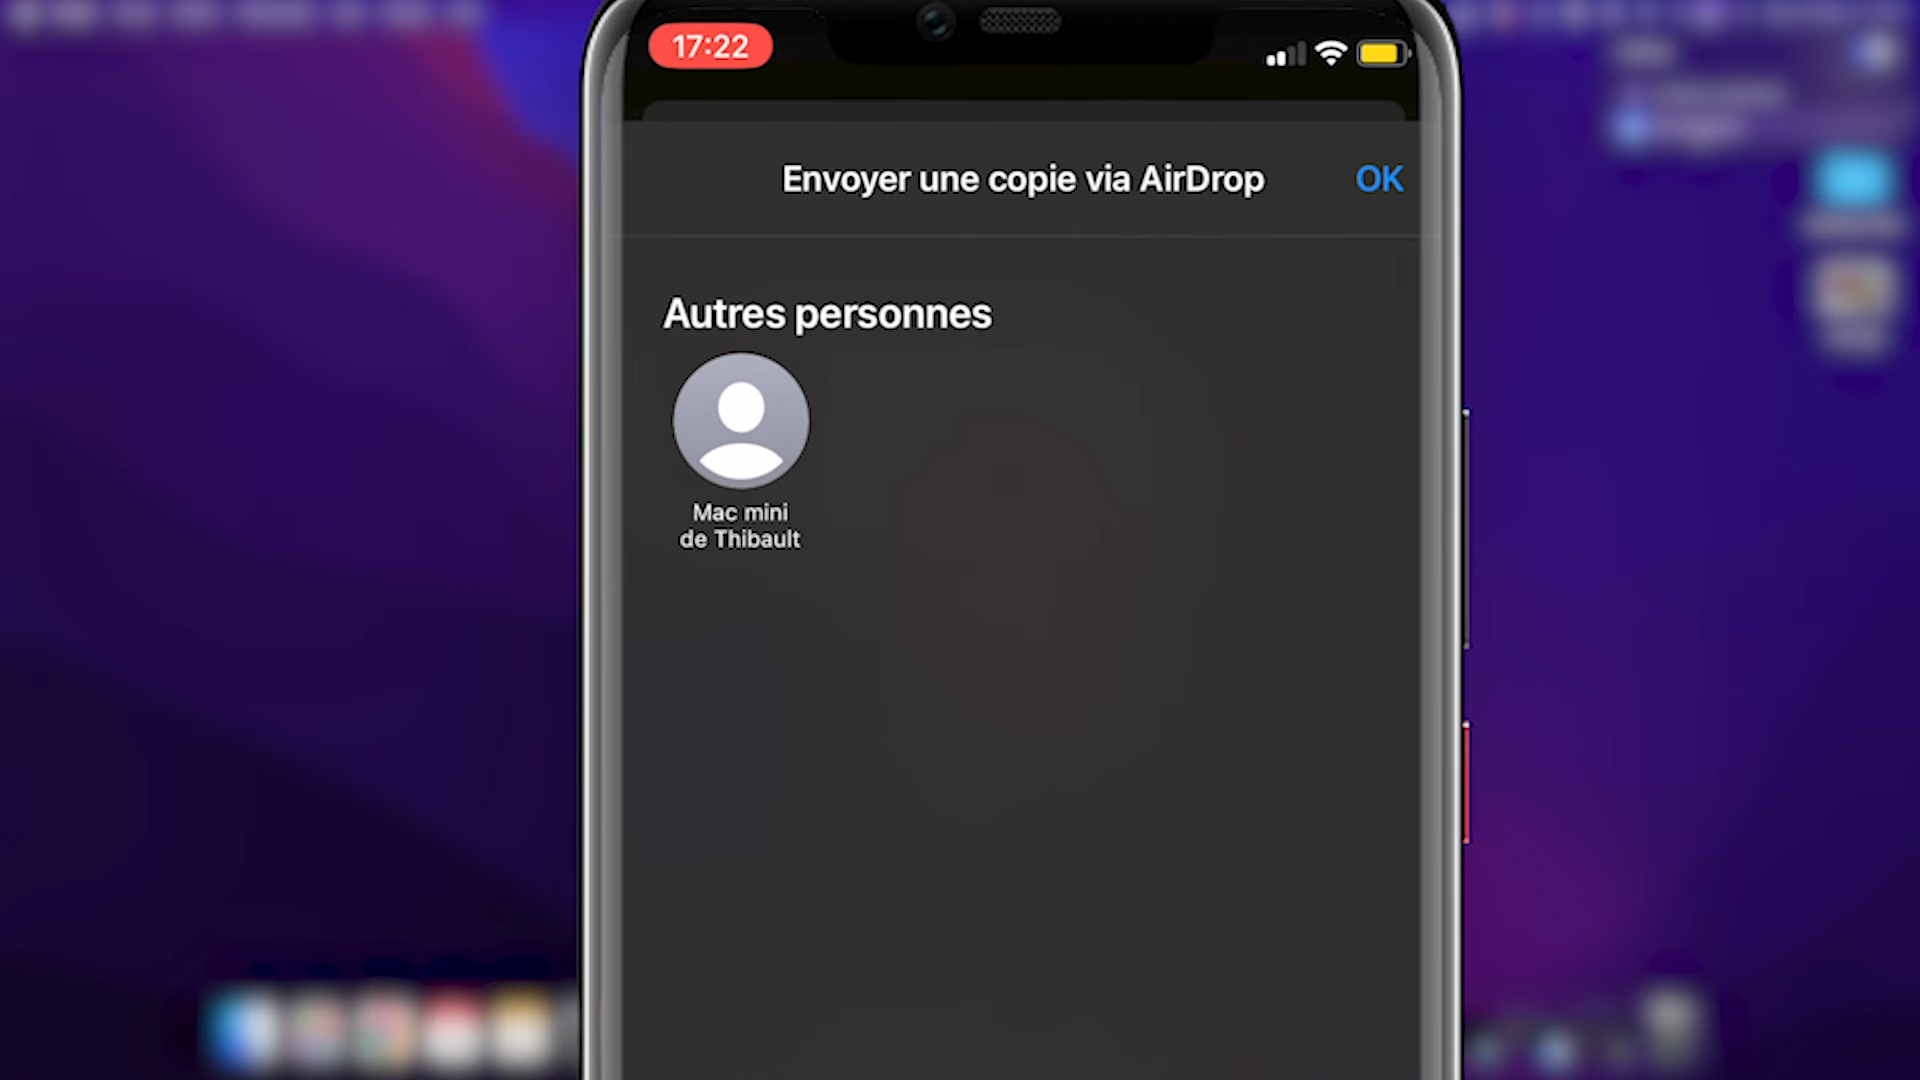 17:22
Envoyer une copie via AirDrop
OK
Autres personnes
Mac mini
de Thibault